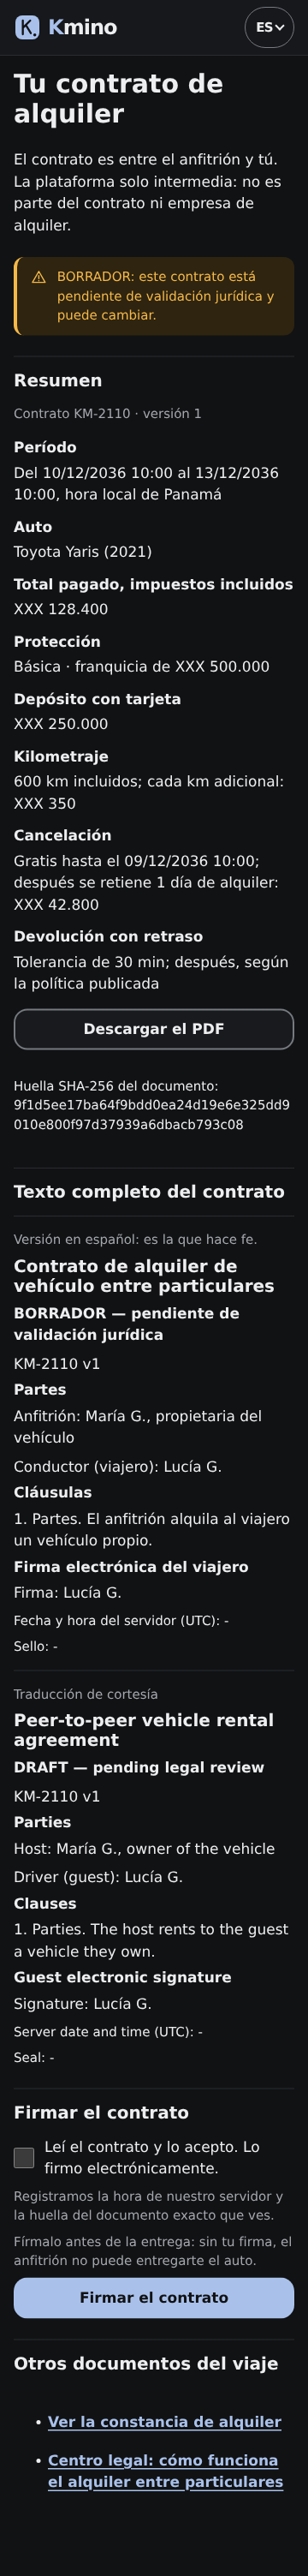 Kmino
ES
Tu contrato de
alquiler
El contrato es entre el anfitrión y tú.
La plataforma solo intermedia: no es
parte del contrato ni empresa de
alquiler.
BORRADOR: este contrato está
pendiente de validación jurídica y
puede cambiar.
Resumen
Contrato KM-2110 · versión 1
Período
Del 10/12/2036 10:00 al 13/12/2036
10:00, hora local de Panamá
Auto
Toyota Yaris (2021)
Total pagado, impuestos incluidos
XXX 128.400
Protección
Básica · franquicia de XXX 500.000
Depósito con tarjeta
XXX 250.000
Kilometraje
600 km incluidos; cada km adicional:
XXX 350
Cancelación
Gratis hasta el 09/12/2036 10:00;
después se retiene 1 día de alquiler:
XXX 42.800
Devolución con retraso
Tolerancia de 30 min; después, según
la política publicada
Descargar el PDF
Huella SHA-256 del documento:
9f1d5ee17ba64f9bdd0ea24d19e6e325dd9
010e800f97d37939a6dbacb793c08
Texto completo del contrato
Versión en español: es la que hace fe.
Contrato de alquiler de
vehículo entre particulares
BORRADOR — pendiente de
validación jurídica
KM-2110 v1
Partes
Anfitrión: María G., propietaria del
vehículo
Conductor (viajero): Lucía G.
Cláusulas
1. Partes. El anfitrión alquila al viajero
un vehículo propio.
Firma electrónica del viajero
Firma: Lucía G.
Fecha y hora del servidor (UTC): -
Sello: -
Traducción de cortesía
Peer-to-peer vehicle rental
agreement
DRAFT — pending legal review
KM-2110 v1
Parties
Host: María G., owner of the vehicle
Driver (guest): Lucía G.
Clauses
1. Parties. The host rents to the guest
a vehicle they own.
Guest electronic signature
Signature: Lucía G.
Server date and time (UTC): -
Seal: -
Firmar el contrato
Leí el contrato y lo acepto. Lo
firmo electrónicamente.
Registramos la hora de nuestro servidor y
la huella del documento exacto que ves.
Fírmalo antes de la entrega: sin tu firma, el
anfitrión no puede entregarte el auto.
Firmar el contrato
Otros documentos del viaje
• Ver la constancia de alquiler
• Centro legal: cómo funciona
el alquiler entre particulares